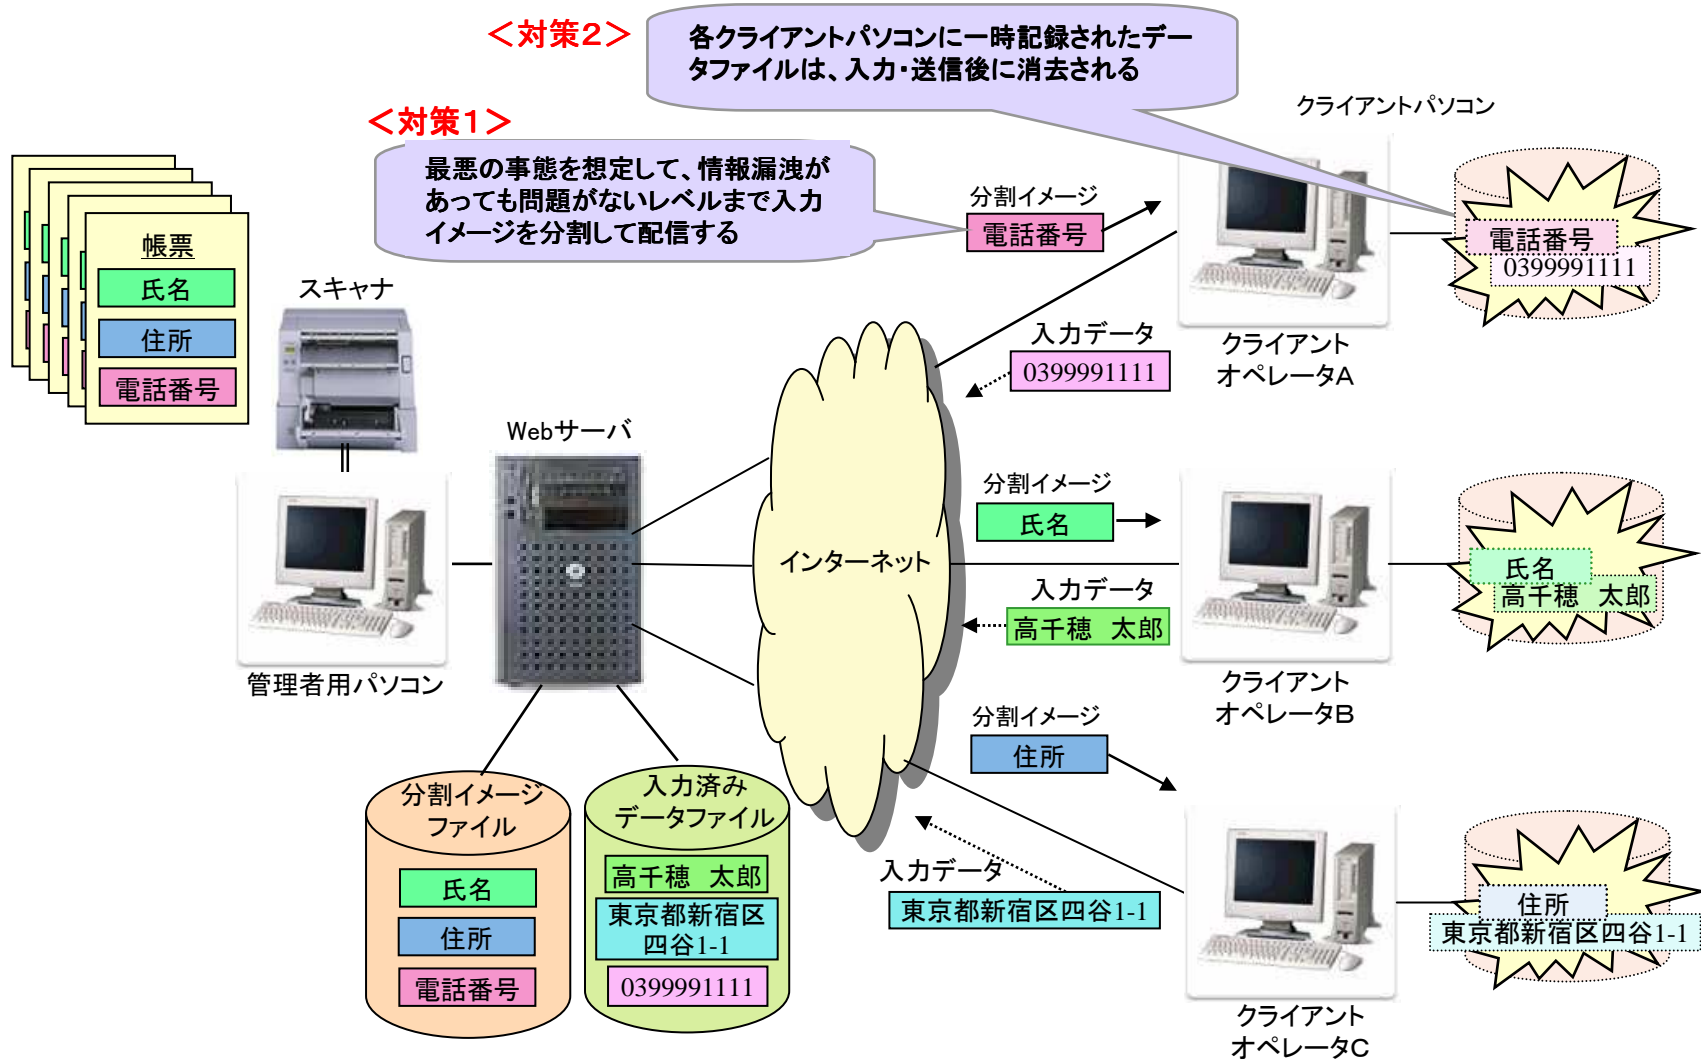 ＜対策２＞
各クライアントパソコンに一時記録されたデー
タファイルは、入力・送信後に消去される
＜対策１＞
最悪の事態を想定して、情報漏洩が
あっても問題がないレベルまで入力
イメージを分割して配信する
クライアントパソコン
分割イメージ
電話番号
電話番号
0399991111
入力データ
0399991111
クライアント
オペレータA
帳票
氏名
住所
電話番号
スキャナ
Webサーバ
管理者用パソコン
インターネット
分割イメージ
氏名
入力データ
高千穂　太郎
氏名
高千穂　太郎
クライアント
オペレータB
分割イメージ
住所
入力データ
東京都新宿区四谷1-1
住所
東京都新宿区四谷1-1
クライアント
オペレータC
分割イメージ
ファイル
氏名
住所
電話番号
入力済み
データファイル
高千穂　太郎
東京都新宿区
四谷1-1
0399991111